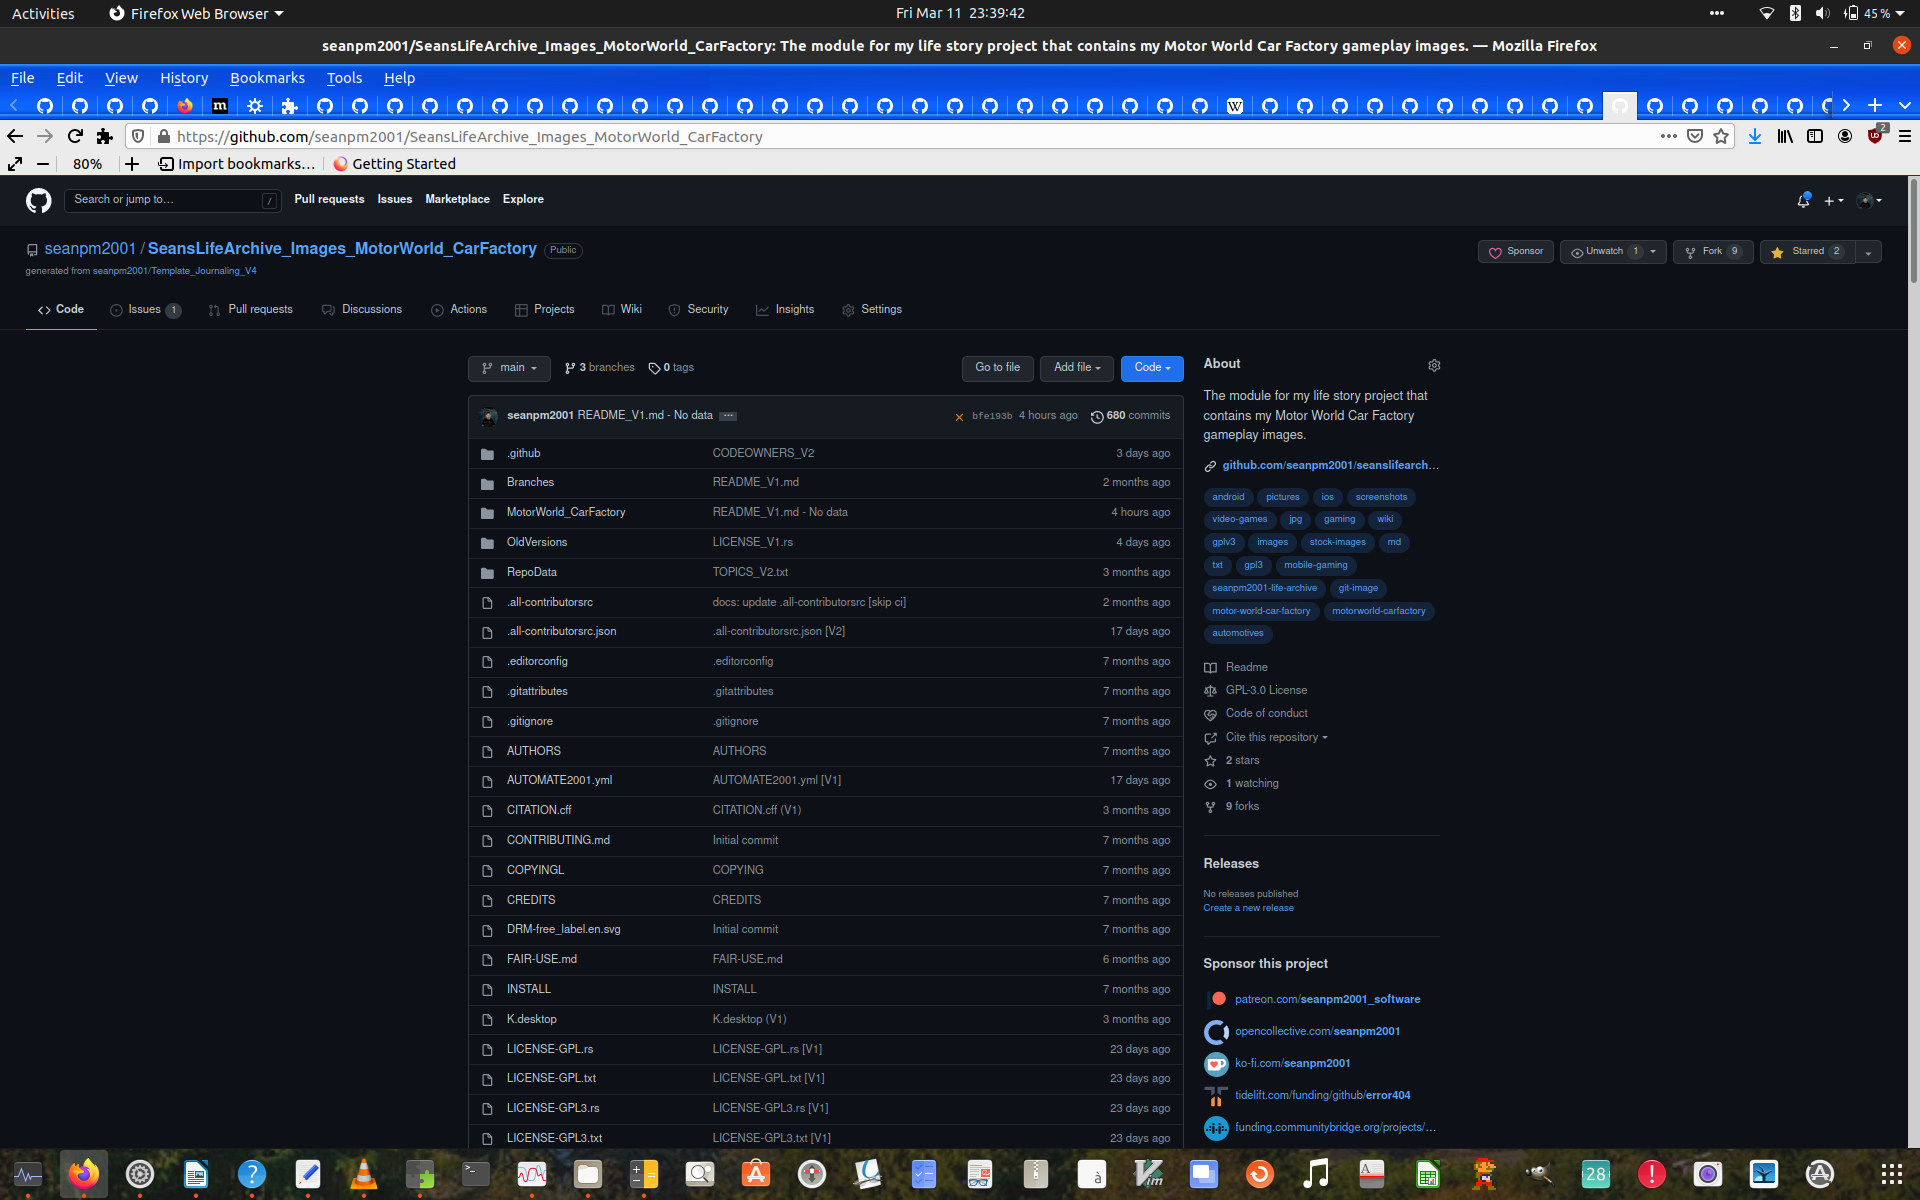 Activities Firefox Web Browser Fri Mar 11 23:39:42 45 %
seanpm2001/SeansLifeArchive_Images_MotorWorld_CarFactory: The module for my life story project that contains my Motor World Car Factory gameplay images. — Mozilla Firefox
File Edit View History Bookmarks Tools Help
https://github.com/seanpm2001/SeansLifeArchive_Images_MotorWorld_CarFactory 2
80% Import bookmarks... Getting Started
Search or jump to... / Pull requests Issues Marketplace Explore
seanpm2001 / SeansLifeArchive_Images_MotorWorld_CarFactory Public Sponsor Unwatch 1 Fork 9 Starred 2
generated from seanpm2001/Template_Journaling_V4
Code Issues 1 Pull requests Discussions Actions Projects Wiki Security Insights Settings
main 3 branches 0 tags Go to file Add file Code
seanpm2001 README_V1.md - No data bfe193b 4 hours ago 680 commits
.github CODEOWNERS_V2 3 days ago
Branches README_V1.md 2 months ago
MotorWorld_CarFactory README_V1.md - No data 4 hours ago
OldVersions LICENSE_V1.rs 4 days ago
RepoData TOPICS_V2.txt 3 months ago
.all-contributorsrc docs: update .all-contributorsrc [skip ci] 2 months ago
.all-contributorsrc.json .all-contributorsrc.json [V2] 17 days ago
.editorconfig .editorconfig 7 months ago
.gitattributes .gitattributes 7 months ago
.gitignore .gitignore 7 months ago
AUTHORS AUTHORS 7 months ago
AUTOMATE2001.yml AUTOMATE2001.yml [V1] 17 days ago
CITATION.cff CITATION.cff (V1) 3 months ago
CONTRIBUTING.md Initial commit 7 months ago
COPYINGL COPYING 7 months ago
CREDITS CREDITS 7 months ago
DRM-free_label.en.svg Initial commit 7 months ago
FAIR-USE.md FAIR-USE.md 6 months ago
INSTALL INSTALL 7 months ago
K.desktop K.desktop (V1) 3 months ago
LICENSE-GPL.rs LICENSE-GPL.rs [V1] 23 days ago
LICENSE-GPL.txt LICENSE-GPL.txt [V1] 23 days ago
LICENSE-GPL3.rs LICENSE-GPL3.rs [V1] 23 days ago
LICENSE-GPL3.txt LICENSE-GPL3.txt [V1] 23 days ago
About
The module for my life story project that
contains my Motor World Car Factory
gameplay images.
github.com/seanpm2001/seanslifearch...
android pictures ios screenshots
video-games jpg gaming wiki
gplv3 images stock-images md
txt gpl3 mobile-gaming
seanpm2001-life-archive git-image
motor-world-car-factory motorworld-carfactory
automotives
Readme
GPL-3.0 License
Code of conduct
Cite this repository
2 stars
1 watching
9 forks
Releases
No releases published
Create a new release
Sponsor this project
patreon.com/seanpm2001_software
opencollective.com/seanpm2001
ko-fi.com/seanpm2001
tidelift.com/funding/github/error404
funding.communitybridge.org/projects/...
28